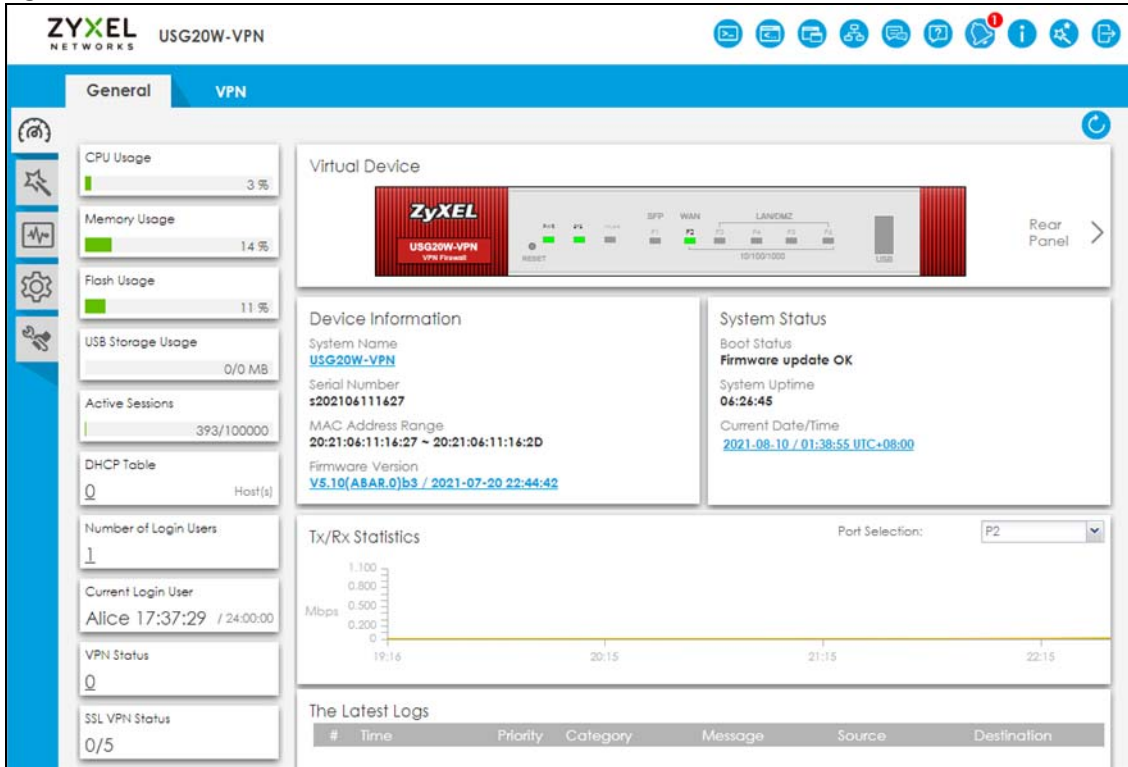 ZYXEL
NETWORKS
USG20W-VPN
1
General
VPN
CPU Usage
3 %
Memory Usage
14 %
Flash Usage
11 %
USB Storage Usage
0/0 MB
Active Sessions
393/100000
DHCP Table
0 Host(s)
Number of Login Users
1
Current Login User
Alice 17:37:29 / 24:00:00
VPN Status
0
SSL VPN Status
0/5
Virtual Device
ZyXEL
USG20W-VPN
VPN Firewall
RESET
SFP WAN LAN/DMZ
P1 P2 P3 P4 P5 P6
10/100/1000
USB
Rear
Panel
Device Information
System Name
USG20W-VPN
Serial Number
s202106111627
MAC Address Range
20:21:06:11:16:27 ~ 20:21:06:11:16:2D
Firmware Version
V5.10(ABAR.0)b3 / 2021-07-20 22:44:42
System Status
Boot Status
Firmware update OK
System Uptime
06:26:45
Current Date/Time
2021-08-10 / 01:38:55 UTC+08:00
Tx/Rx Statistics
Port Selection: P2
1.100
0.800
Mbps 0.500
0.200
0
19:16 20:15 21:15 22:15
The Latest Logs
# Time Priority Category Message Source Destination